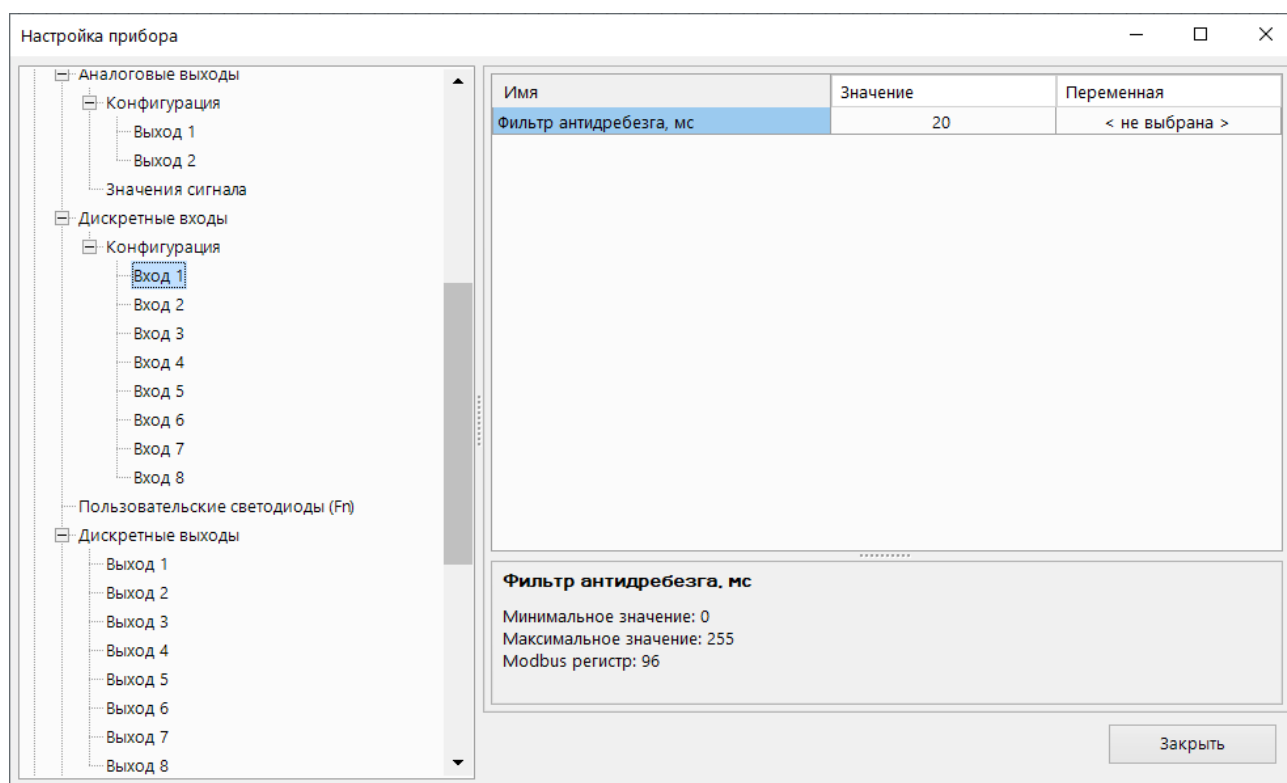 Настройка прибора
Аналоговые выходы
Конфигурация
Выход 1
Выход 2
Значения сигнала
Дискретные входы
Конфигурация
Вход 1
Вход 2
Вход 3
Вход 4
Вход 5
Вход 6
Вход 7
Вход 8
Пользовательские светодиоды (Fn)
Дискретные выходы
Выход 1
Выход 2
Выход 3
Выход 4
Выход 5
Выход 6
Выход 7
Выход 8
Имя Значение Переменная
Фильтр антидребезга, мс 20 < не выбрана >
Фильтр антидребезга, мс
Минимальное значение: 0
Максимальное значение: 255
Modbus регистр: 96
Закрыть